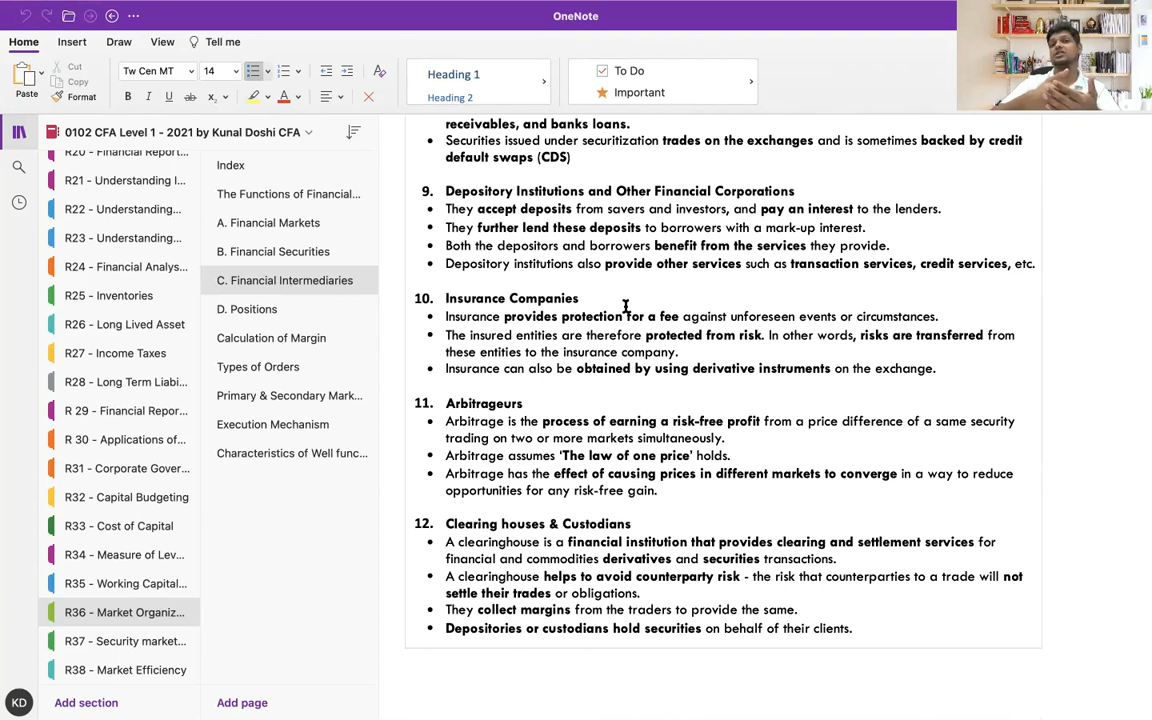 OneNote
Home Insert Draw View Tell me
Paste
Cut
Copy
Format
Tw Cen MT 14
B I U ab x₂ A
Heading 1
Heading 2
To Do
Important
0102 CFA Level 1 - 2021 by Kunal Doshi CFA
R20 - Financial Report...
R21 - Understanding I...
R22 - Understanding...
R23 - Understanding...
R24 - Financial Analys...
R25 - Inventories
R26 - Long Lived Asset
R27 - Income Taxes
R28 - Long Term Liabi...
R 29 - Financial Repor...
R 30 - Applications of...
R31 - Corporate Gover...
R32 - Capital Budgeting
R33 - Cost of Capital
R34 - Measure of Lev...
R35 - Working Capital...
R36 - Market Organiz...
R37 - Security market...
R38 - Market Efficiency
KD
Add section
Index
The Functions of Financial...
A. Financial Markets
B. Financial Securities
C. Financial Intermediaries
D. Positions
Calculation of Margin
Types of Orders
Primary & Secondary Mark...
Execution Mechanism
Characteristics of Well func...
Add page
receivables, and banks loans.
• Securities issued under securitization trades on the exchanges and is sometimes backed by credit
default swaps (CDS)
9. Depository Institutions and Other Financial Corporations
• They accept deposits from savers and investors, and pay an interest to the lenders.
• They further lend these deposits to borrowers with a mark-up interest.
• Both the depositors and borrowers benefit from the services they provide.
• Depository institutions also provide other services such as transaction services, credit services, etc.
10. Insurance Companies
• Insurance provides protection for a fee against unforeseen events or circumstances.
• The insured entities are therefore protected from risk. In other words, risks are transferred from
these entities to the insurance company.
• Insurance can also be obtained by using derivative instruments on the exchange.
11. Arbitrageurs
• Arbitrage is the process of earning a risk-free profit from a price difference of a same security
trading on two or more markets simultaneously.
• Arbitrage assumes ‘The law of one price’ holds.
• Arbitrage has the effect of causing prices in different markets to converge in a way to reduce
opportunities for any risk-free gain.
12. Clearing houses & Custodians
• A clearinghouse is a financial institution that provides clearing and settlement services for
financial and commodities derivatives and securities transactions.
• A clearinghouse helps to avoid counterparty risk - the risk that counterparties to a trade will not
settle their trades or obligations.
• They collect margins from the traders to provide the same.
• Depositories or custodians hold securities on behalf of their clients.